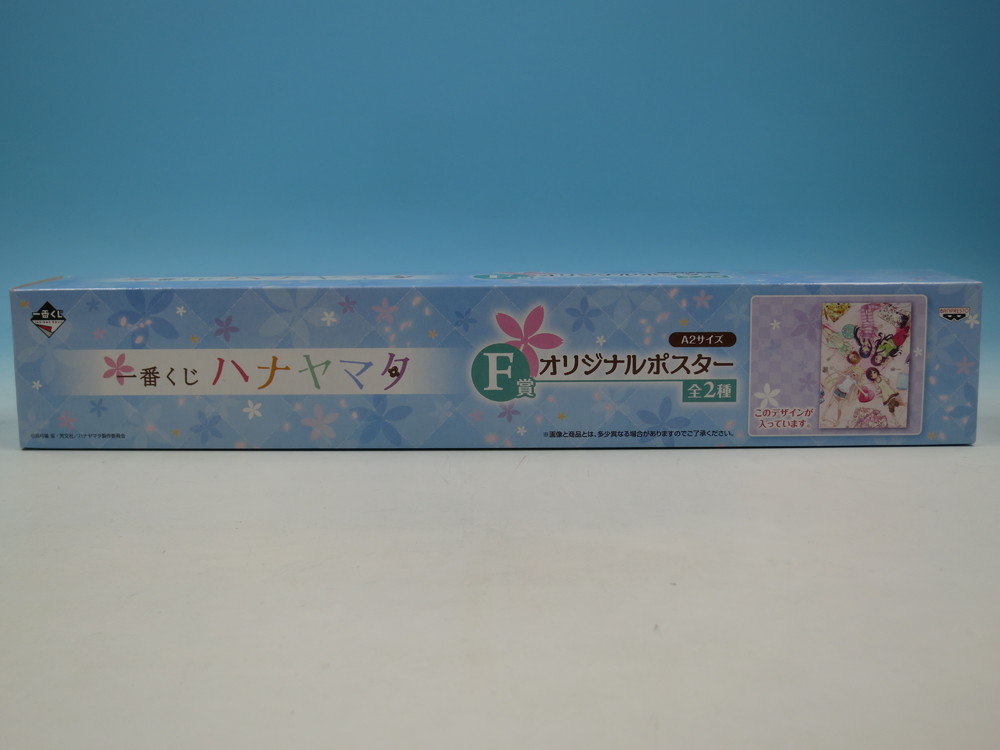 一番くじ
一番くじ ハナヤマタ
F賞
A2サイズ
オリジナルポスター
全2種
このデザインが
入っています。
※画像と商品とは、多少異なる場合がありますのでご了承ください。
BANPRESTO